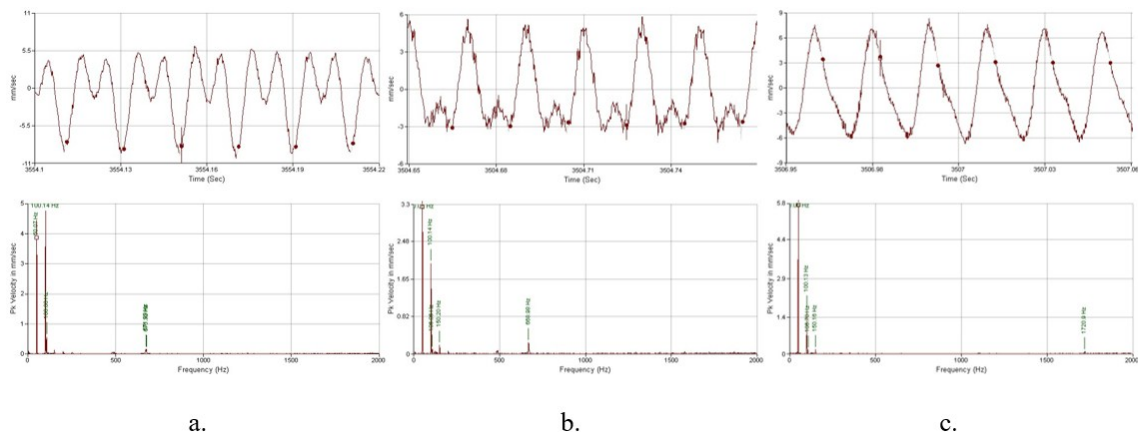 11
5.5
0
-5.5
-11
mm/sec
3554.1
3554.13
3554.16
3554.19
3554.22
Time (Sec)
6
3
0
-3
-6
mm/sec
3504.65
3504.68
3504.71
3504.74
Time (Sec)
9
6
3
0
-3
-6
-9
mm/sec
3506.95
3506.98
3507
3507.03
3507.06
Time (Sec)
5
4
3
2
1
0
Pk Velocity in mm/sec
100.14 Hz
0
500
1000
1500
2000
Frequency (Hz)
3.3
2.48
1.65
0.82
0
Pk Velocity in mm/sec
100.14 Hz
150.20 Hz
0
500
1000
1500
2000
Frequency (Hz)
5.8
4.4
2.9
1.4
0
Pk Velocity in mm/sec
100.13 Hz
150.18 Hz
1720.9 Hz
0
500
1000
1500
2000
Frequency (Hz)
a.
b.
c.